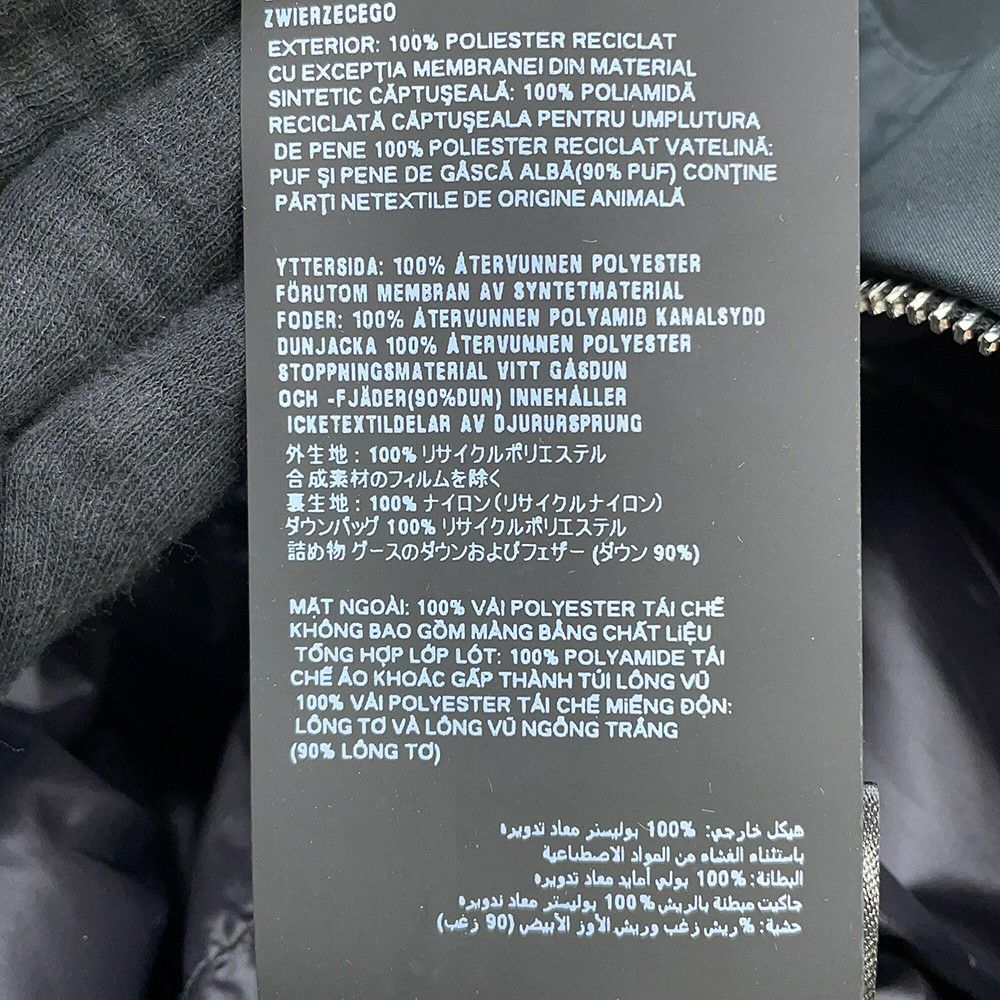 ZWIERZECEGO
EXTERIOR: 100% POLIESTER RECICLAT
CU EXCEPȚIA MEMBRANEI DIN MATERIAL
SINTETIC CĂPTUȘEALĂ: 100% POLIAMIDĂ
RECICLATĂ CĂPTUȘEALA PENTRU UMPLUTURA
DE PENE 100% POLIESTER RECICLAT VATELINĂ:
PUF ȘI PENE DE GÂSCĂ ALBĂ(90% PUF) CONȚINE
PĂRȚI NETEXTILE DE ORIGINE ANIMALĂ
YTTERSIDA: 100% ÅTERVUNNEN POLYESTER
FÖRUTOM MEMBRAN AV SYNTETMATERIAL
FODER: 100% ÅTERVUNNEN POLYAMID KANALSYDD
DUNJACKA 100% ÅTERVUNNEN POLYESTER
STOPPNINGSMATERIAL VITT GÅSDUN
OCH -FJÄDER(90%DUN) INNEHÅLLER
ICKETEXTILDELAR AV DJURURSPRUNG
外生地：100% リサイクルポリエステル
合成素材のフィルムを除く
裏生地：100% ナイロン（リサイクルナイロン）
ダウンバッグ 100% リサイクルポリエステル
詰め物 グースのダウンおよびフェザー (ダウン 90%)
MẶT NGOÀI: 100% VẢI POLYESTER TÁI CHẾ
KHÔNG BAO GỒM MÀNG BẰNG CHẤT LIỆU
TỔNG HỢP LỚP LÓT: 100% POLYAMIDE TÁI
CHẾ ÁO KHOÁC GẤP THÀNH TÚI LÔNG VŨ
100% VẢI POLYESTER TÁI CHẾ MIẾNG ĐỘN:
LÔNG TƠ VÀ LÔNG VŨ NGỖNG TRẮNG
(90% LÔNG TƠ)
هيكل خارجي: 100% بوليستر معاد تدويره
باستثناء الغشاء من المواد الاصطناعية
البطانة: 100% بولي أمايد معاد تدويره
جاكيت مبطنة بالريش 100% بوليستر معاد تدويره
حشية: %ريش زغب وريش الأوز الأبيض (90 زغب)